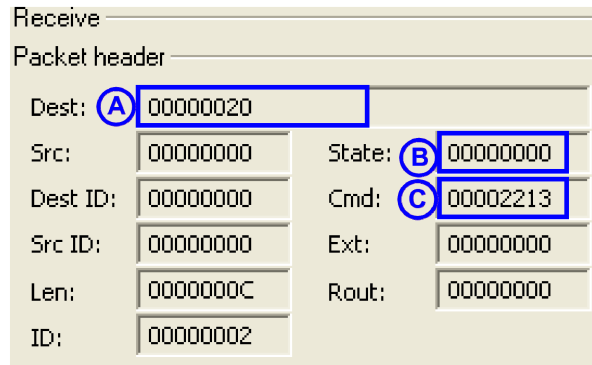 Receive
Packet header
Dest: A 00000020
Src: 00000000 State: B 00000000
Dest ID: 00000000 Cmd: C 00002213
Src ID: 00000000 Ext: 00000000
Len: 0000000C Rout: 00000000
ID: 00000002